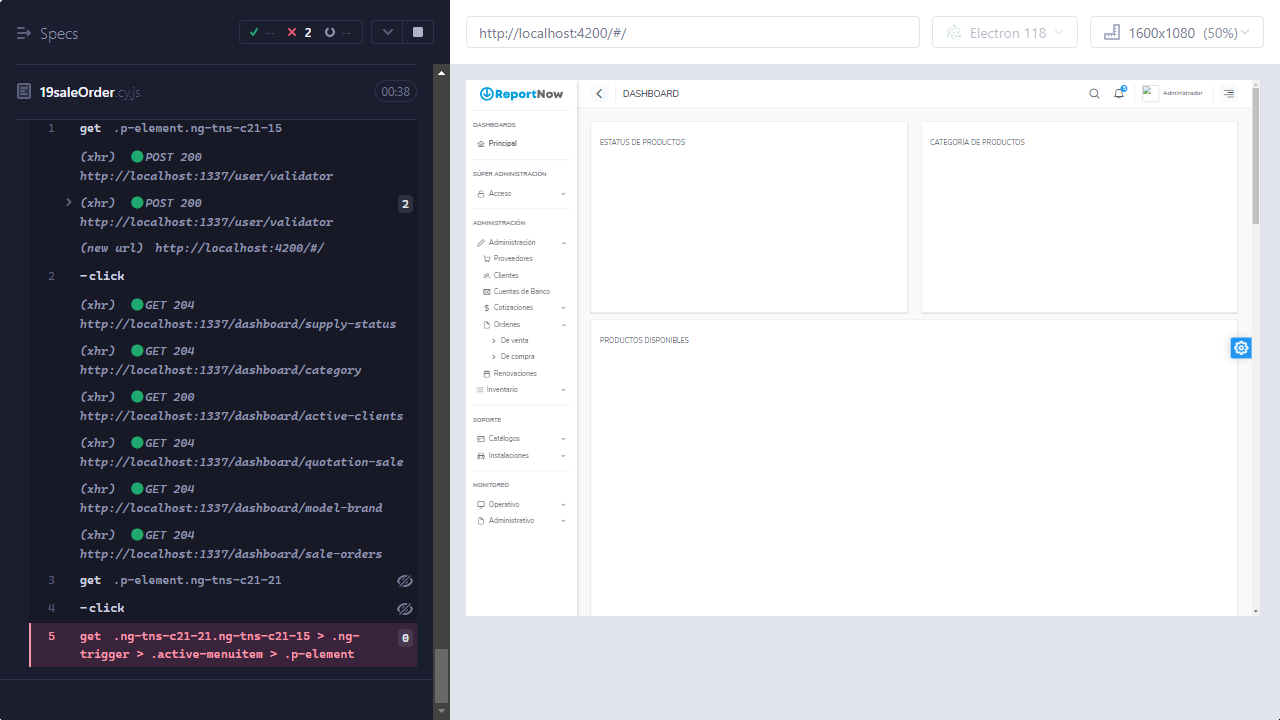 Specs
-- 2 --
19saleOrder.cy.js 00:38
1 get .p-element.ng-tns-c21-15
(xhr) POST 200
http://localhost:1337/user/validator
(xhr) POST 200 2
http://localhost:1337/user/validator
(new url) http://localhost:4200/#/
2 -click
(xhr) GET 204
http://localhost:1337/dashboard/supply-status
(xhr) GET 204
http://localhost:1337/dashboard/category
(xhr) GET 200
http://localhost:1337/dashboard/active-clients
(xhr) GET 204
http://localhost:1337/dashboard/quotation-sale
(xhr) GET 204
http://localhost:1337/dashboard/model-brand
(xhr) GET 204
http://localhost:1337/dashboard/sale-orders
3 get .p-element.ng-tns-c21-21
4 -click
5 get .ng-tns-c21-21.ng-tns-c21-15 > .ng- 0
trigger > .active-menuitem > .p-element
http://localhost:4200/#/
Electron 118
1600x1080 (50%)
ReportNow
DASHBOARD
Administrador
DASHBOARDS
Principal
SÚPER ADMINISTRACIÓN
Acceso
ADMINISTRACIÓN
Administración
Proveedores
Clientes
Cuentas de Banco
Cotizaciones
Ordenes
De venta
De compra
Renovaciones
Inventario
SOPORTE
Catálogos
Instalaciones
MONITOREO
Operativo
Administrativo
ESTATUS DE PRODUCTOS
CATEGORÍA DE PRODUCTOS
PRODUCTOS DISPONIBLES